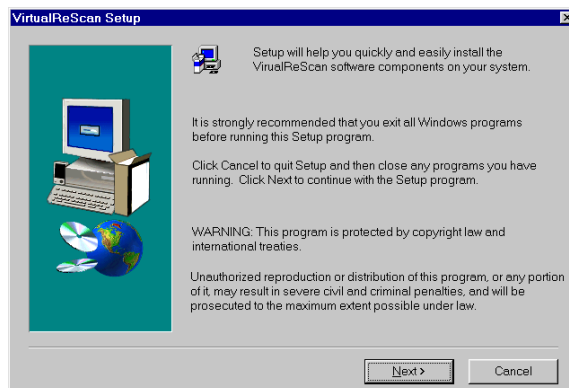 VirtualReScan Setup
Setup will help you quickly and easily install the
VirualReScan software components on your system.
It is strongly recommended that you exit all Windows programs
before running this Setup program.
Click Cancel to quit Setup and then close any programs you have
running. Click Next to continue with the Setup program.
WARNING: This program is protected by copyright law and
international treaties.
Unauthorized reproduction or distribution of this program, or any portion
of it, may result in severe civil and criminal penalties, and will be
prosecuted to the maximum extent possible under law.
Next >
Cancel